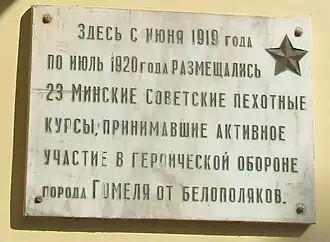 Здесь с июня 1919 года
по июль 1920 года размещались
23 Минские советские пехотные
курсы, принимавшие активное
участие в героической обороне
города Гомеля от белополяков.